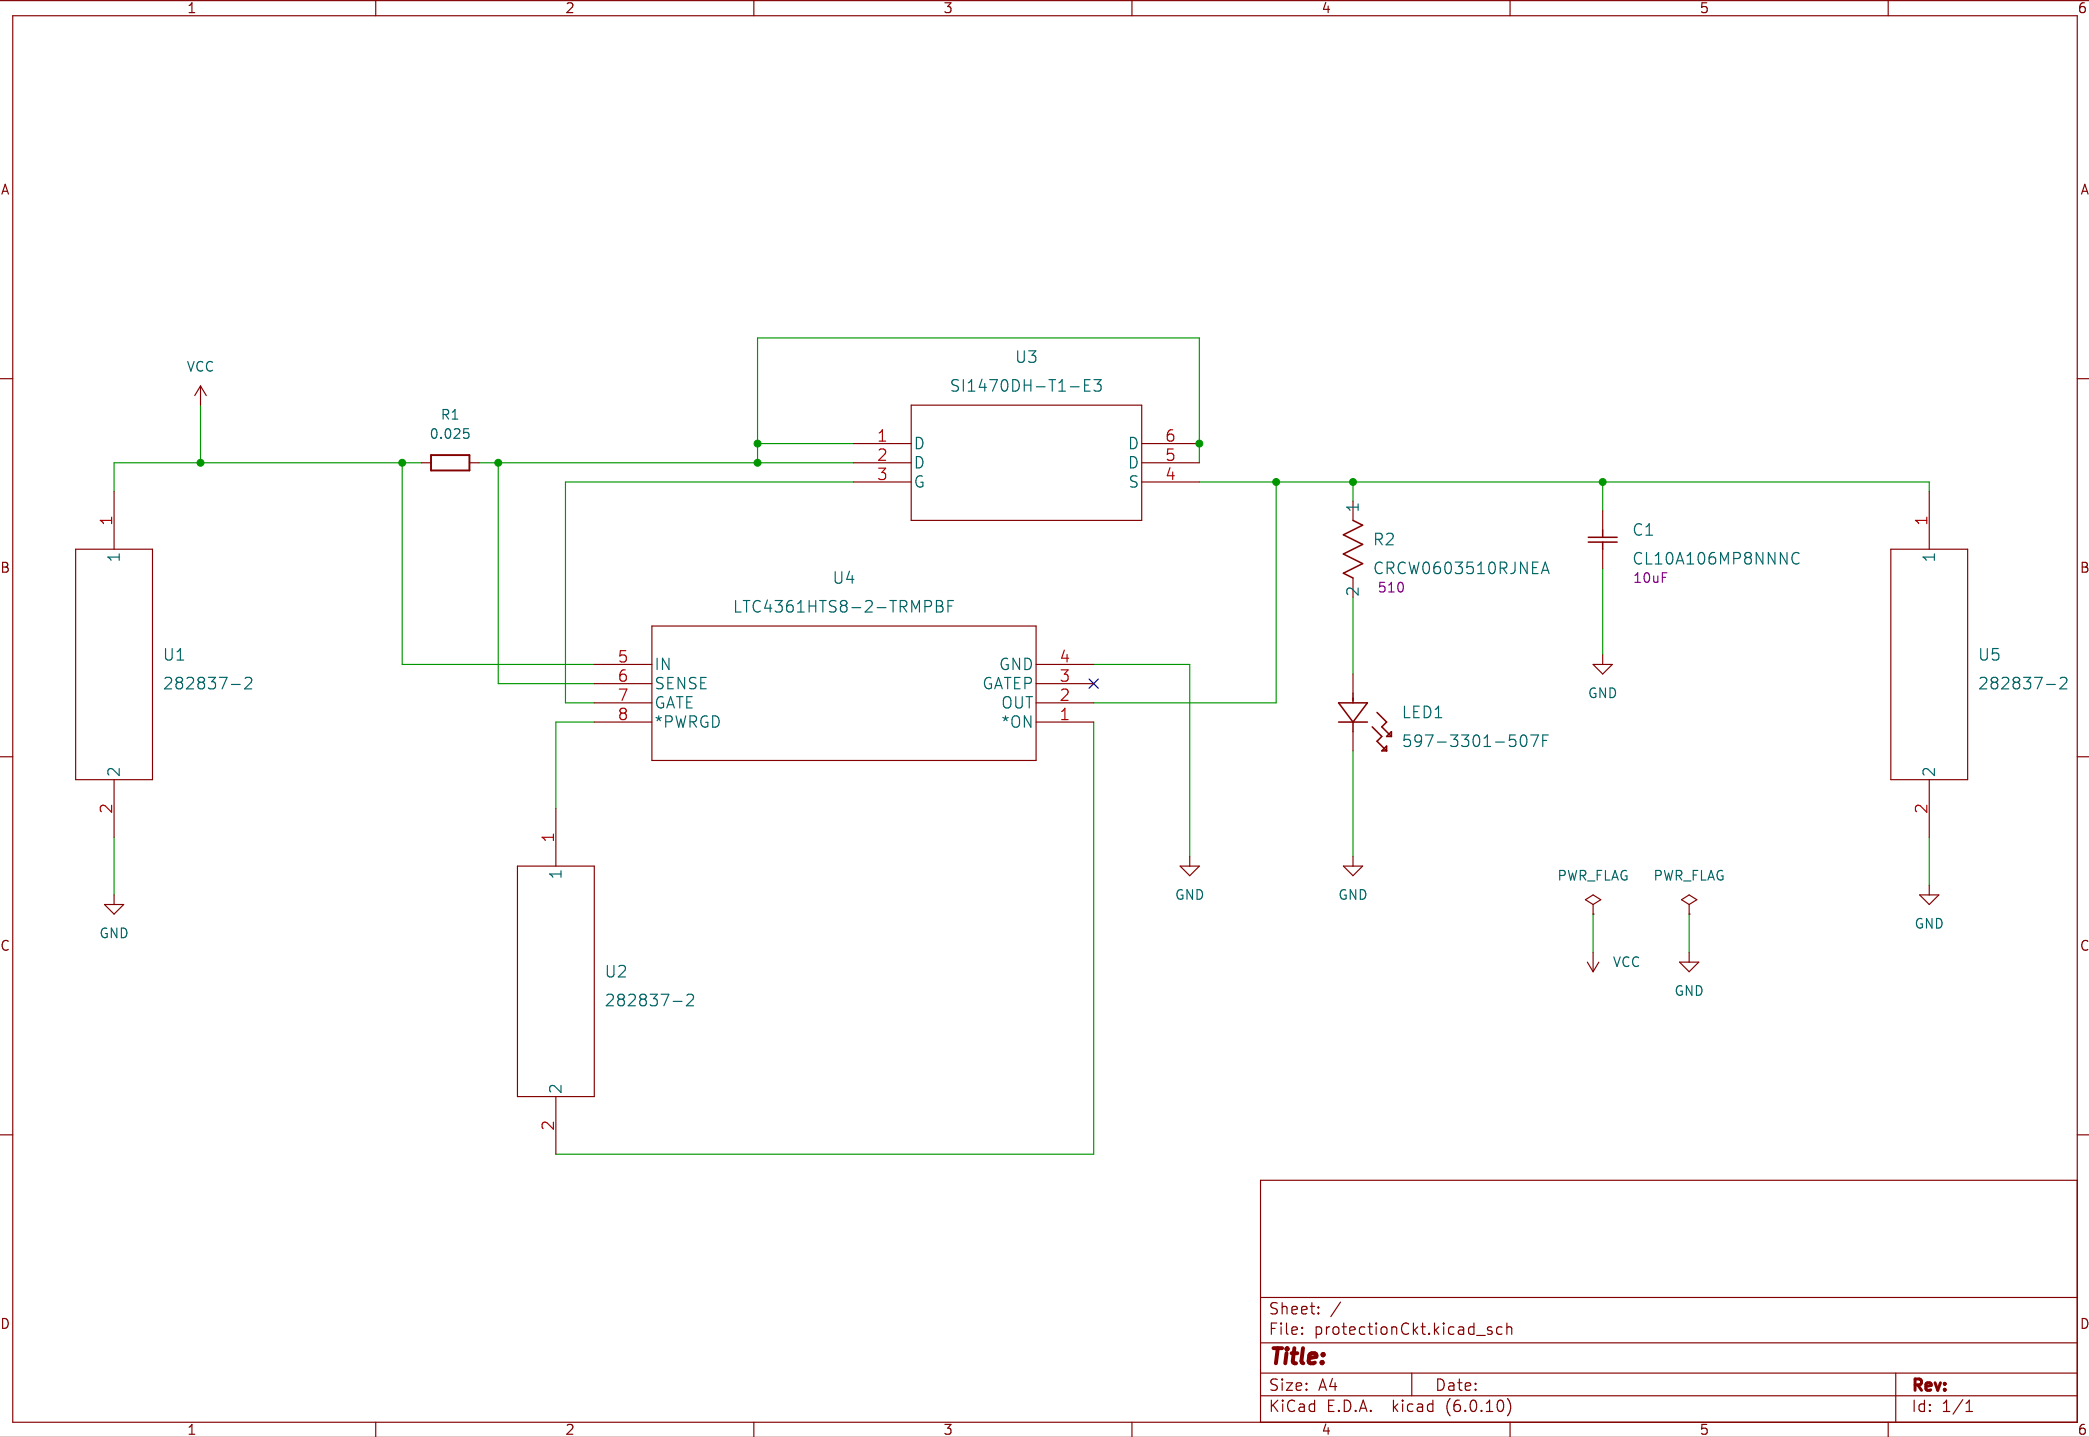 1 2 3 4 5 6
A A
VCC
U3
SI1470DH-T1-E3
R1
0.025
1 D D 6
2 D D 5
3 G S 4
B B
1
1
U1
282837-2
2
2
GND
U4
LTC4361HTS8-2-TRMPBF
5 IN GND 4
6 SENSE GATEP 3
7 GATE OUT 2
8 *PWRGD *ON 1
1
1
U2
282837-2
2
2
GND
1
R2
CRCW0603510RJNEA
510
2
LED1
597-3301-507F
GND
C1
CL10A106MP8NNNC
10uF
GND
1
1
U5
282837-2
2
2
GND
PWR_FLAG PWR_FLAG
VCC
GND
C C
D D
Sheet: /
File: protectionCkt.kicad_sch
Title:
Size: A4 Date: Rev:
KiCad E.D.A. kicad (6.0.10) Id: 1/1
1 2 3 4 5 6